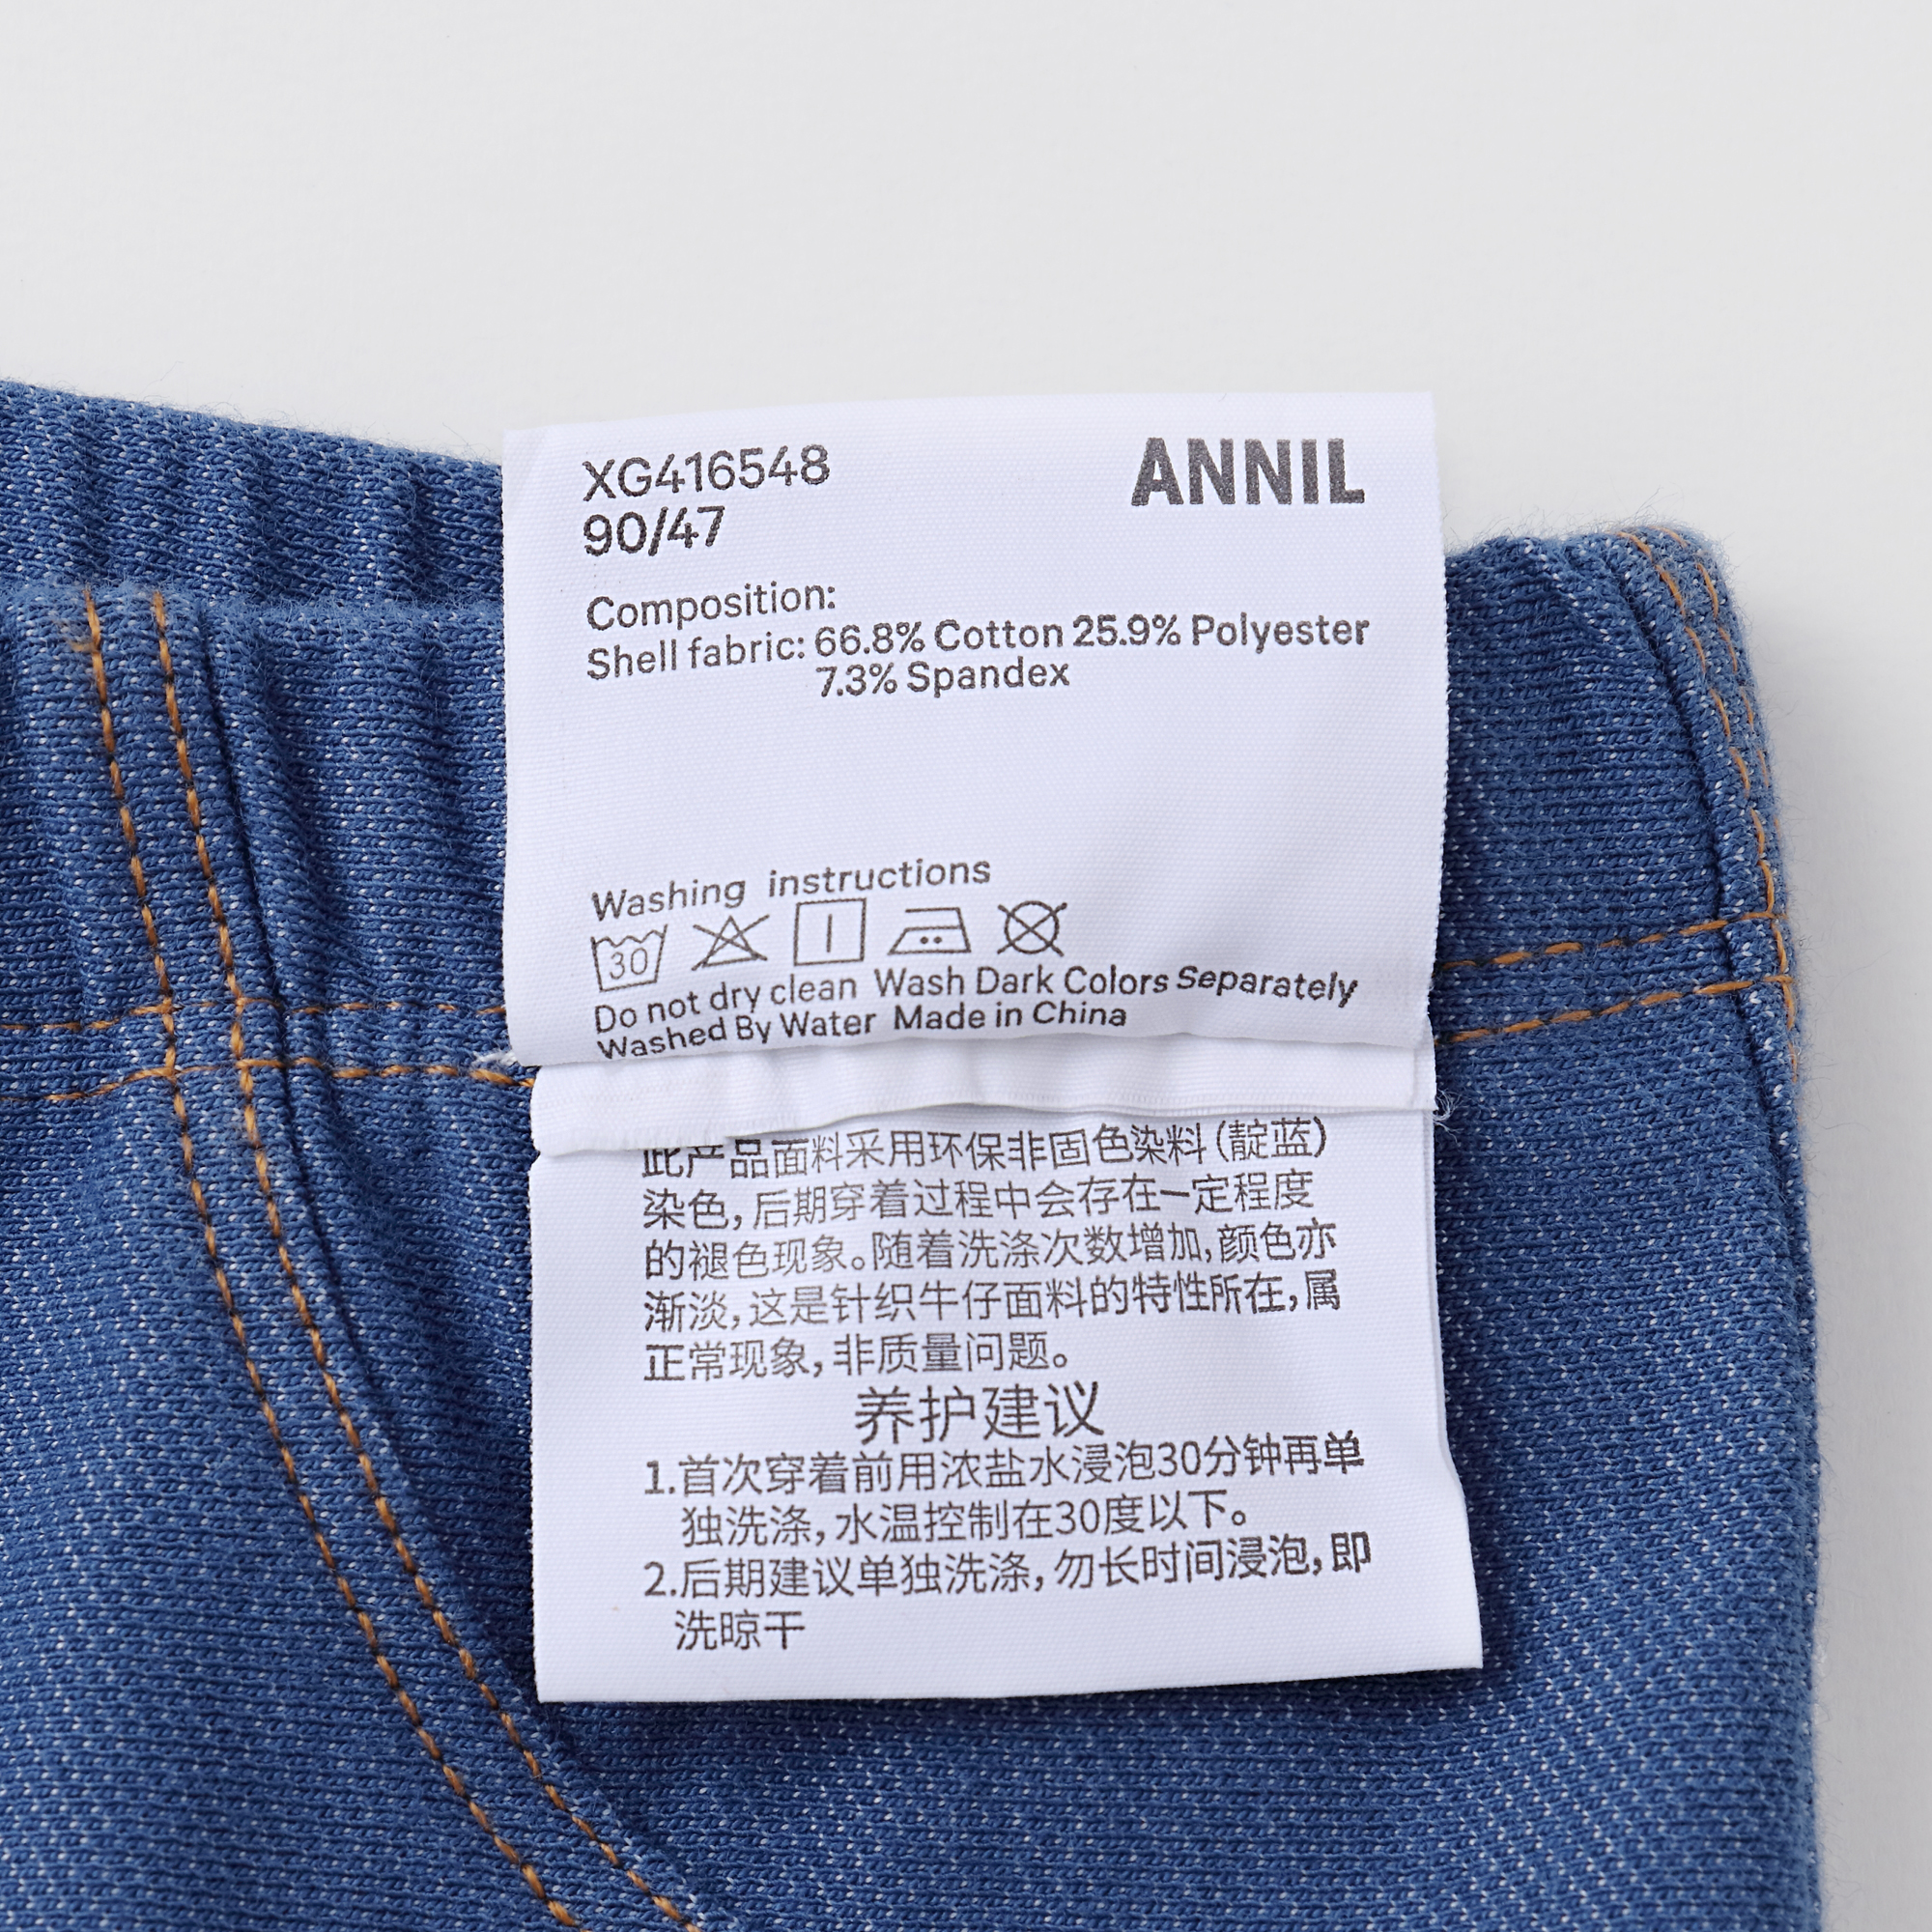 XG416548
ANNIL
90/47
Composition:
Shell fabric: 66.8% Cotton 25.9% Polyester
7.3% Spandex
Washing instructions
30
Do not dry clean Wash Dark Colors Separately
Washed By Water Made in China
此产品面料采用环保非固色染料(靛蓝)
染色,后期穿着过程中会存在一定程度
的褪色现象。随着洗涤次数增加,颜色亦
渐淡,这是针织牛仔面料的特性所在,属
正常现象,非质量问题。
养护建议
1.首次穿着前用浓盐水浸泡30分钟再单
独洗涤,水温控制在30度以下。
2.后期建议单独洗涤,勿长时间浸泡,即
洗晾干